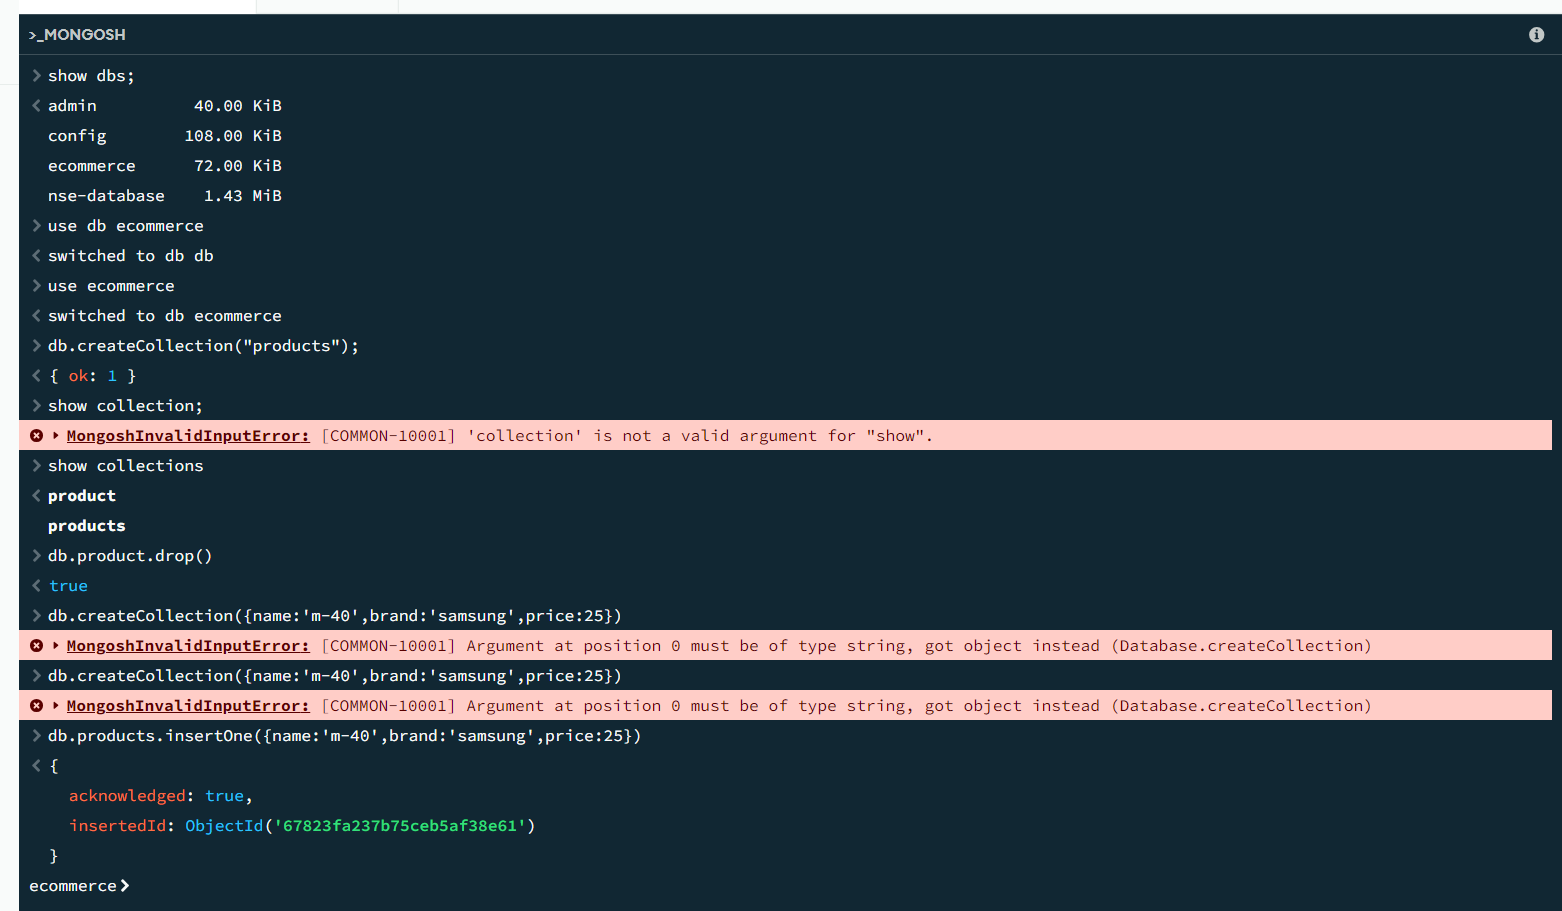 >_MONGOSH
> show dbs;
< admin 40.00 KiB
config 108.00 KiB
ecommerce 72.00 KiB
nse-database 1.43 MiB
> use db ecommerce
< switched to db db
> use ecommerce
< switched to db ecommerce
> db.createCollection("products");
< { ok: 1 }
> show collection;
MongoshInvalidInputError: [COMMON-10001] 'collection' is not a valid argument for "show".
> show collections
< product
products
> db.product.drop()
< true
> db.createCollection({name:'m-40',brand:'samsung',price:25})
MongoshInvalidInputError: [COMMON-10001] Argument at position 0 must be of type string, got object instead (Database.createCollection)
> db.createCollection({name:'m-40',brand:'samsung',price:25})
MongoshInvalidInputError: [COMMON-10001] Argument at position 0 must be of type string, got object instead (Database.createCollection)
> db.products.insertOne({name:'m-40',brand:'samsung',price:25})
< {
acknowledged: true,
insertedId: ObjectId('67823fa237b75ceb5af38e61')
}
ecommerce>